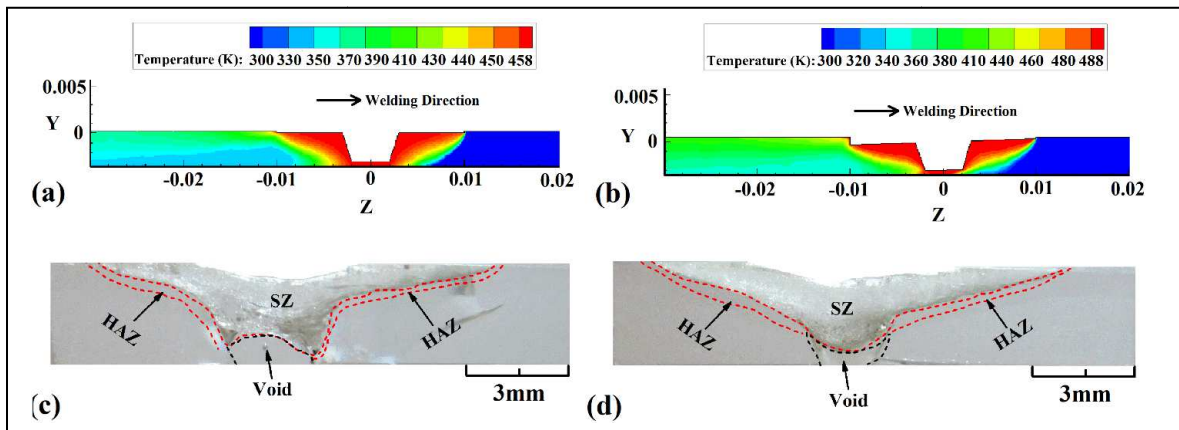 Temperature (K): 300 330 350 370 390 410 430 440 450 458
0.005
Welding Direction
Y 0
-0.02 -0.01 0 0.01 0.02
Z
(a)
Temperature (K): 300 320 340 360 380 410 440 460 480 488
0.005
Welding Direction
Y 0
-0.02 -0.01 0 0.01 0.02
Z
(b)
SZ
HAZ
HAZ
Void
3mm
(c)
SZ
HAZ
HAZ
Void
3mm
(d)